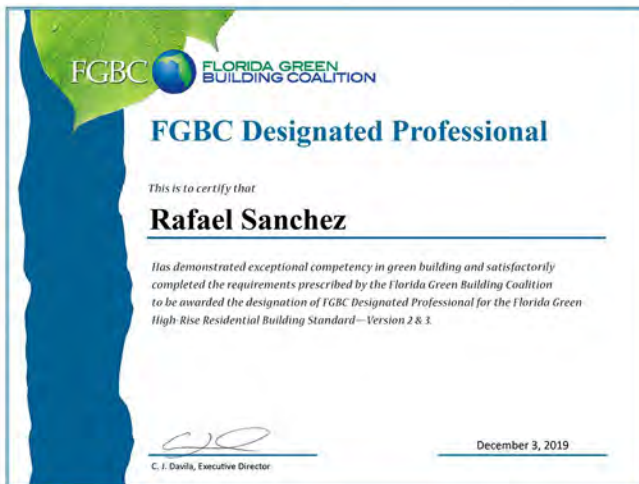 FGBC FLORIDA GREEN
BUILDING COALITION
FGBC Designated Professional
This is to certify that
Rafael Sanchez
Has demonstrated exceptional competency in green building and satisfactorily
completed the requirements prescribed by the Florida Green Building Coalition
to be awarded the designation of FGBC Designated Professional for the Florida Green
High-Rise Residential Building Standard—Version 2 & 3.
December 3, 2019
C. J. Davila, Executive Director